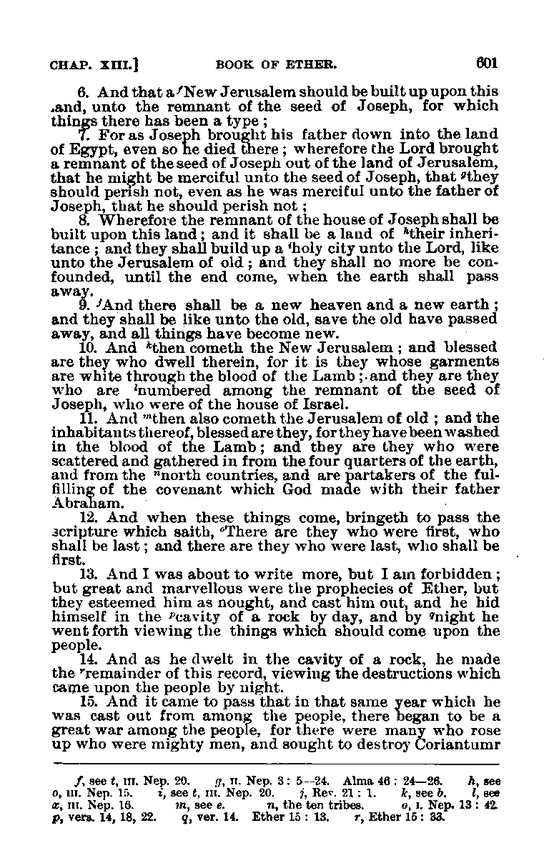 CHAP. XIII.] BOOK OF ETHER. 601
6. And that a ᶠNew Jerusalem should be built up upon this
.and, unto the remnant of the seed of Joseph, for which
things there has been a type ;
7. For as Joseph brought his father down into the land
of Egypt, even so he died there ; wherefore the Lord brought
a remnant of the seed of Joseph out of the land of Jerusalem,
that he might be merciful unto the seed of Joseph, that ᵍthey
should perish not, even as he was merciful unto the father of
Joseph, that he should perish not ;
8. Wherefore the remnant of the house of Joseph shall be
built upon this land ; and it shall be a land of ʰtheir inheri-
tance ; and they shall build up a ⁱholy city unto the Lord, like
unto the Jerusalem of old ; and they shall no more be con-
founded, until the end come, when the earth shall pass
away.
9. ʲAnd there shall be a new heaven and a new earth ;
and they shall be like unto the old, save the old have passed
away, and all things have become new.
10. And ᵏthen cometh the New Jerusalem ; and blessed
are they who dwell therein, for it is they whose garments
are white through the blood of the Lamb ; and they are they
who are ˡnumbered among the remnant of the seed of
Joseph, who were of the house of Israel.
11. And ᵐthen also cometh the Jerusalem of old ; and the
inhabitants thereof, blessed are they, for they have been washed
in the blood of the Lamb ; and they are they who were
scattered and gathered in from the four quarters of the earth,
and from the ⁿnorth countries, and are partakers of the ful-
filling of the covenant which God made with their father
Abraham.
12. And when these things come, bringeth to pass the
scripture which saith, ᵒThere are they who were first, who
shall be last ; and there are they who were last, who shall be
first.
13. And I was about to write more, but I am forbidden ;
but great and marvellous were the prophecies of Ether, but
they esteemed him as nought, and cast him out, and he hid
himself in the ᵖcavity of a rock by day, and by ᑫnight he
went forth viewing the things which should come upon the
people.
14. And as he dwelt in the cavity of a rock, he made
the ʳremainder of this record, viewing the destructions which
came upon the people by night.
15. And it came to pass that in that same year which he
was cast out from among the people, there began to be a
great war among the people, for there were many who rose
up who were mighty men, and sought to destroy Coriantumr
f, see t, III. Nep. 20. g, II. Nep. 3 : 5—24. Alma 46 : 24—26. h, see
o, III. Nep. 15. i, see t, III. Nep. 20. j, Rev. 21 : 1. k, see b. l, see
x, III. Nep. 16. m, see e. n, the ten tribes. o, I. Nep. 13 : 42.
p, vers. 14, 18, 22. q, ver. 14. Ether 15 : 13. r, Ether 15 : 33.